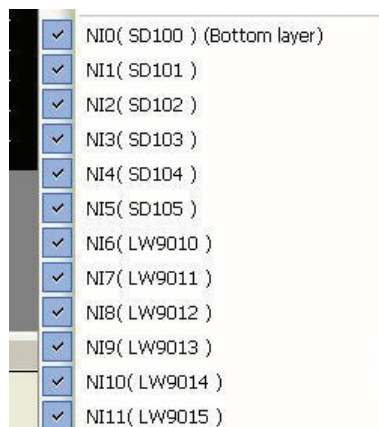 NI0( SD100 ) (Bottom layer)
NI1( SD101 )
NI2( SD102 )
NI3( SD103 )
NI4( SD104 )
NI5( SD105 )
NI6( LW9010 )
NI7( LW9011 )
NI8( LW9012 )
NI9( LW9013 )
NI10( LW9014 )
NI11( LW9015 )